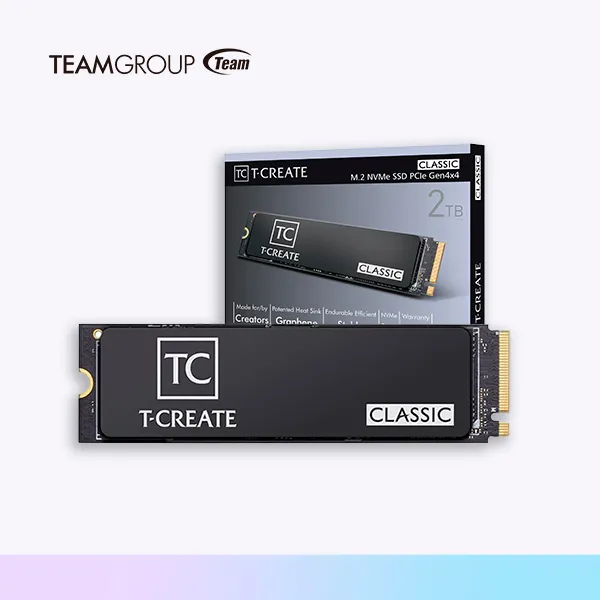 TEAMGROUP Team
TC T-CREATE
CLASSIC
M.2 NVMe SSD PCIe Gen4x4
2TB
TC
T-CREATE
CLASSIC
Made for/by Patented Heat Sink Endurable Efficient NVMe Warranty
Creators Graphene
CLASSIC
T-CREATE
TC
T-CREATE
CLASSIC